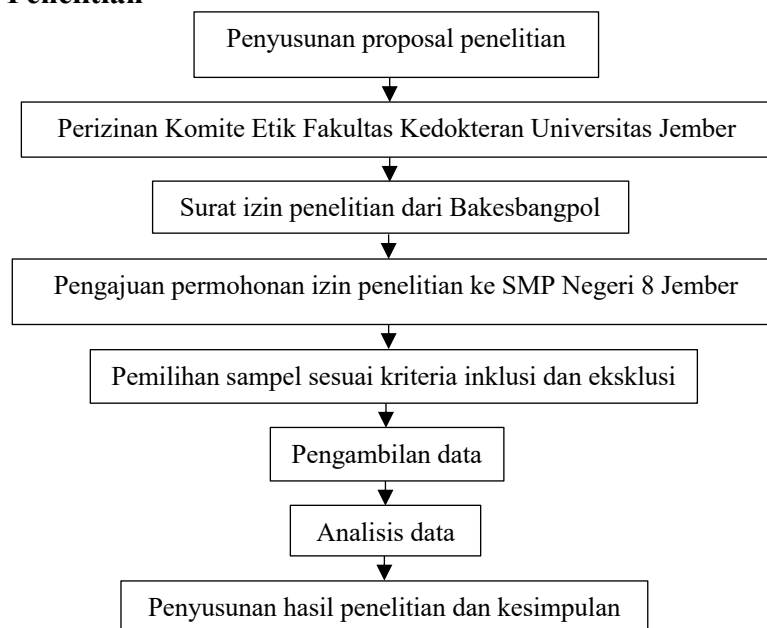 Penelitian
Penyusunan proposal penelitian
Perizinan Komite Etik Fakultas Kedokteran Universitas Jember
Surat izin penelitian dari Bakesbangpol
Pengajuan permohonan izin penelitian ke SMP Negeri 8 Jember
Pemilihan sampel sesuai kriteria inklusi dan eksklusi
Pengambilan data
Analisis data
Penyusunan hasil penelitian dan kesimpulan